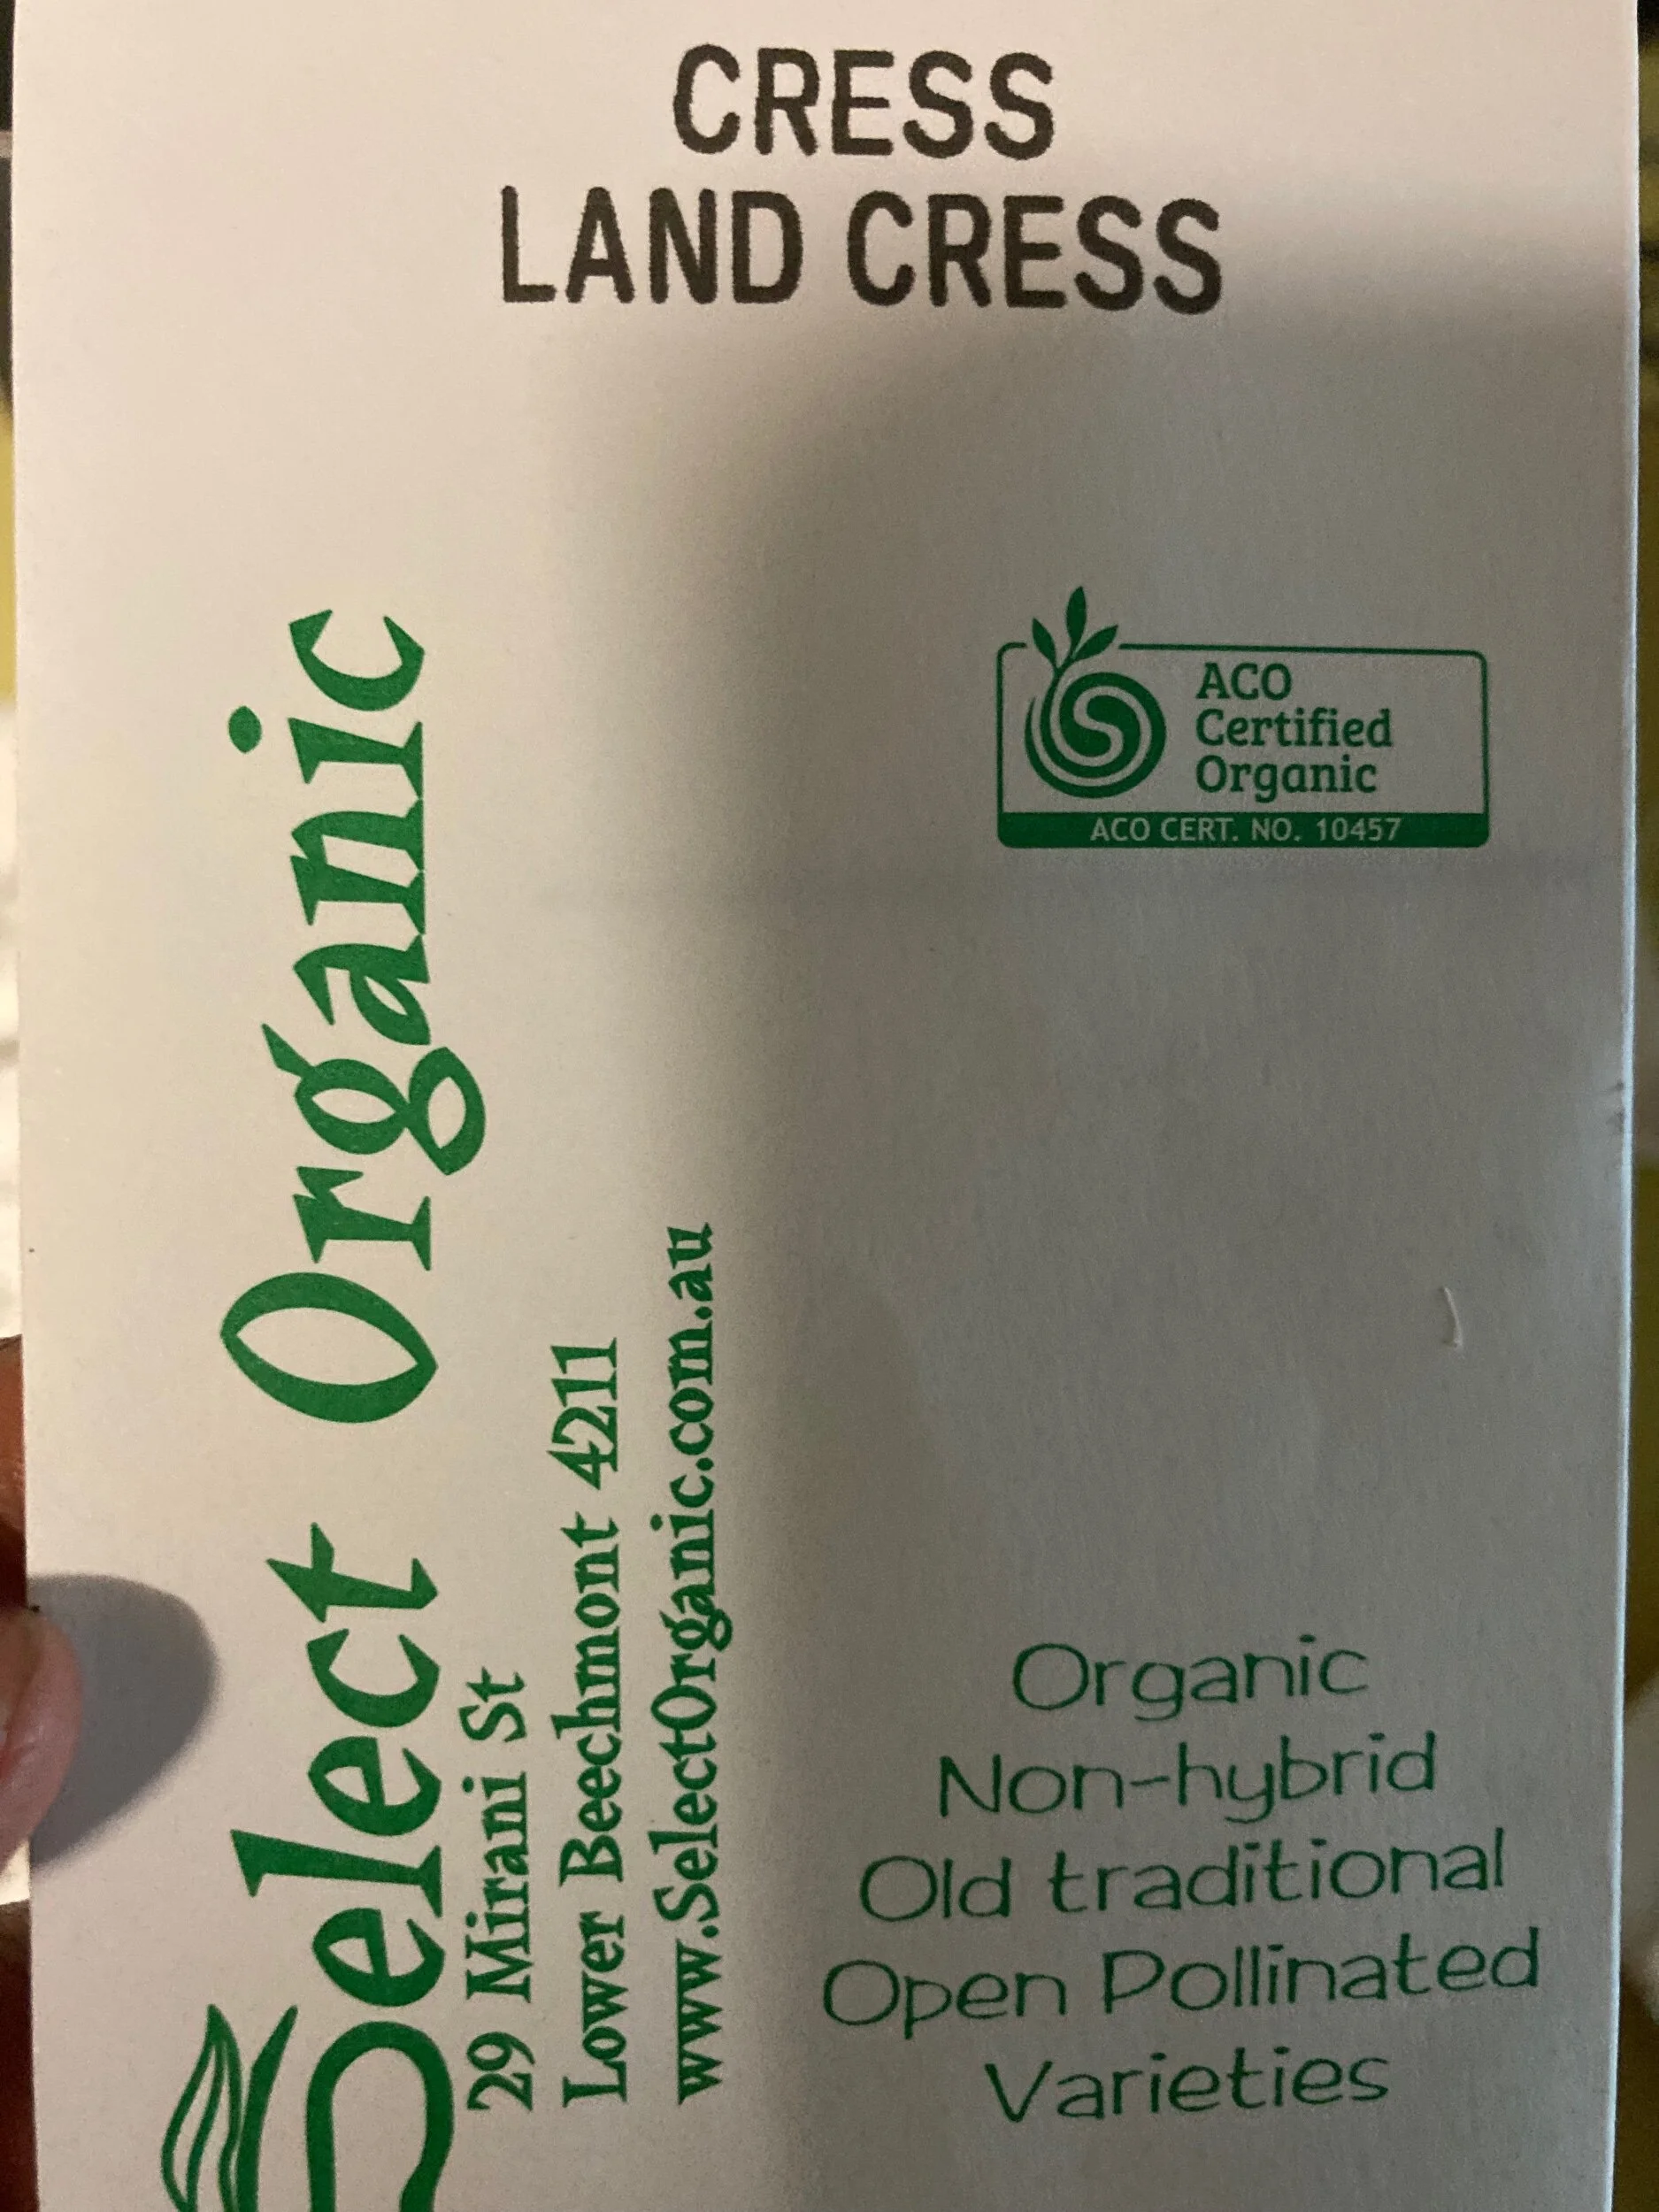 CRESS
LAND CRESS
ACO
Certified
Organic
ACO CERT. NO. 10457
Select Organic
29 Mirani St
Lower Beechmont 4211
www.SelectOrganic.com.au
Organic
Non-hybrid
Old traditional
Open Pollinated
Varieties